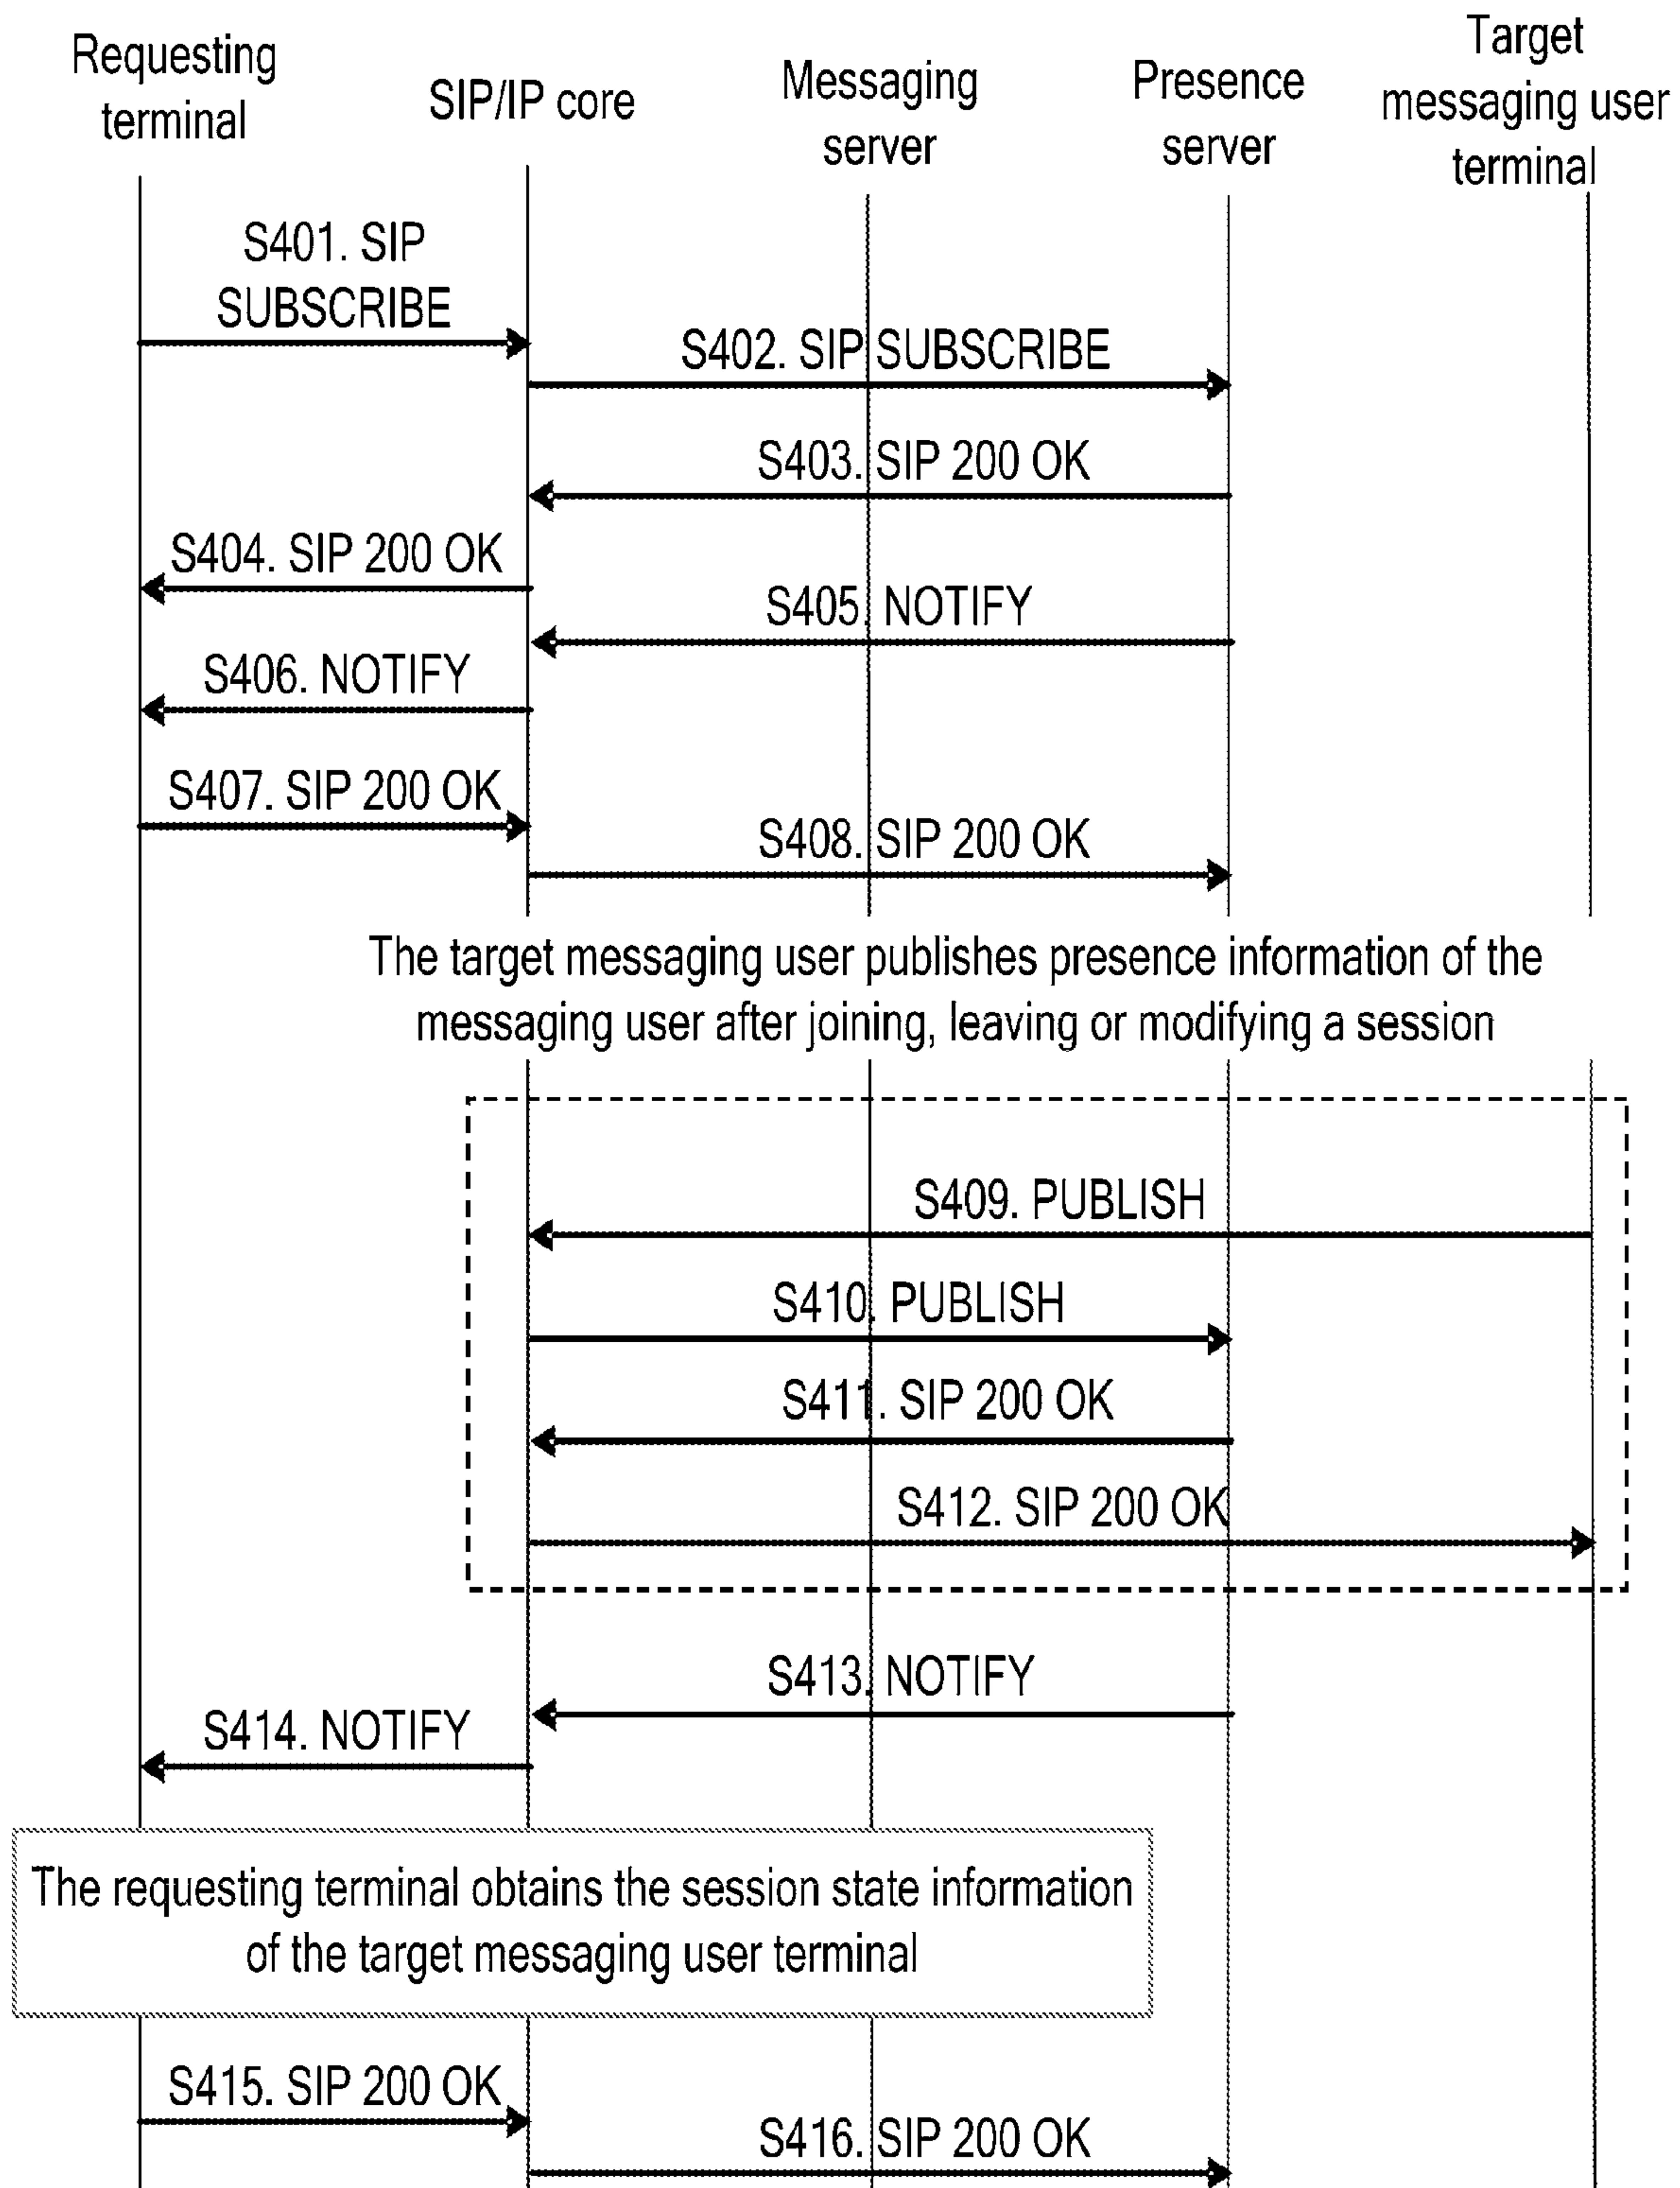 Requesting
terminal
SIP/IP core
Messaging
server
Presence
server
Target
messaging user
terminal
S401. SIP
SUBSCRIBE
S402. SIP SUBSCRIBE
S403. SIP 200 OK
S404. SIP 200 OK
S405. NOTIFY
S406. NOTIFY
S407. SIP 200 OK
S408. SIP 200 OK
The target messaging user publishes presence information of the
messaging user after joining, leaving or modifying a session
S409. PUBLISH
S410. PUBLISH
S411. SIP 200 OK
S412. SIP 200 OK
S413. NOTIFY
S414. NOTIFY
The requesting terminal obtains the session state information
of the target messaging user terminal
S415. SIP 200 OK
S416. SIP 200 OK